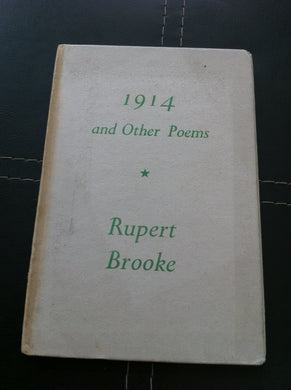 1914
and Other Poems
★
Rupert
Brooke